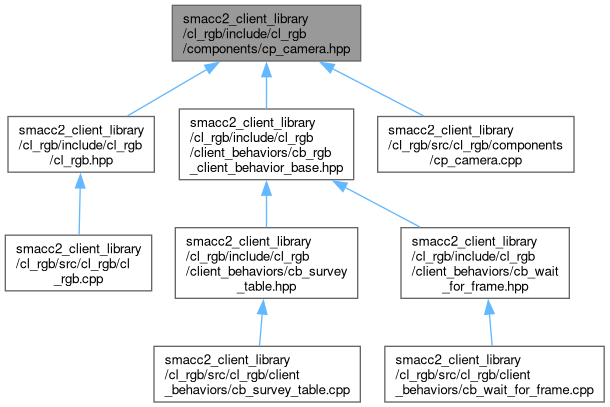 smacc2_client_library
/cl_rgb/include/cl_rgb
/components/cp_camera.hpp
smacc2_client_library
/cl_rgb/include/cl_rgb
/cl_rgb.hpp
smacc2_client_library
/cl_rgb/include/cl_rgb
/client_behaviors/cb_rgb
_client_behavior_base.hpp
smacc2_client_library
/cl_rgb/src/cl_rgb/components
/cp_camera.cpp
smacc2_client_library
/cl_rgb/src/cl_rgb/cl
_rgb.cpp
smacc2_client_library
/cl_rgb/include/cl_rgb
/client_behaviors/cb_survey
_table.hpp
smacc2_client_library
/cl_rgb/include/cl_rgb
/client_behaviors/cb_wait
_for_frame.hpp
smacc2_client_library
/cl_rgb/src/cl_rgb/client
_behaviors/cb_survey_table.cpp
smacc2_client_library
/cl_rgb/src/cl_rgb/client
_behaviors/cb_wait_for_frame.cpp